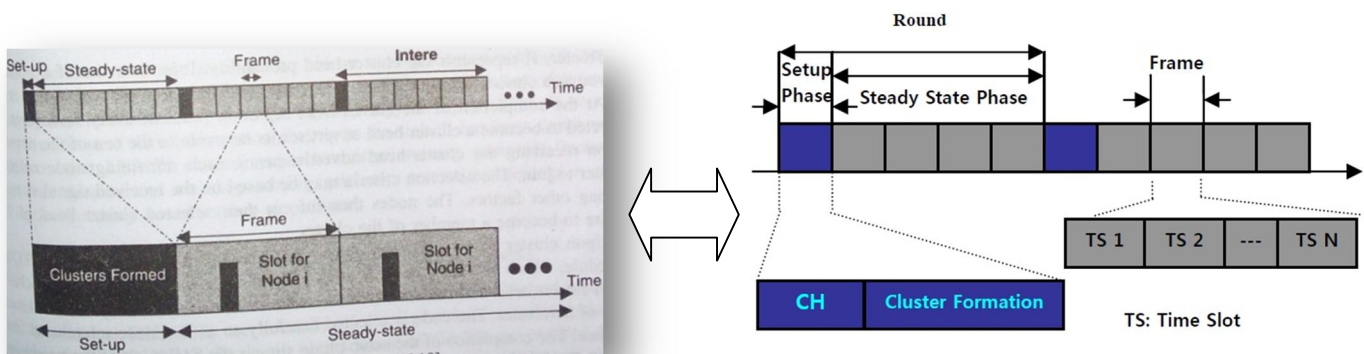 Intere
Set-up
Steady-state
Frame
Time
Frame
Clusters Formed
Slot for
Node i
Slot for
Node i
Time
Set-up
Steady-state
Round
Setup
Phase
Steady State Phase
Frame
TS 1
TS 2
---
TS N
CH
Cluster Formation
TS: Time Slot